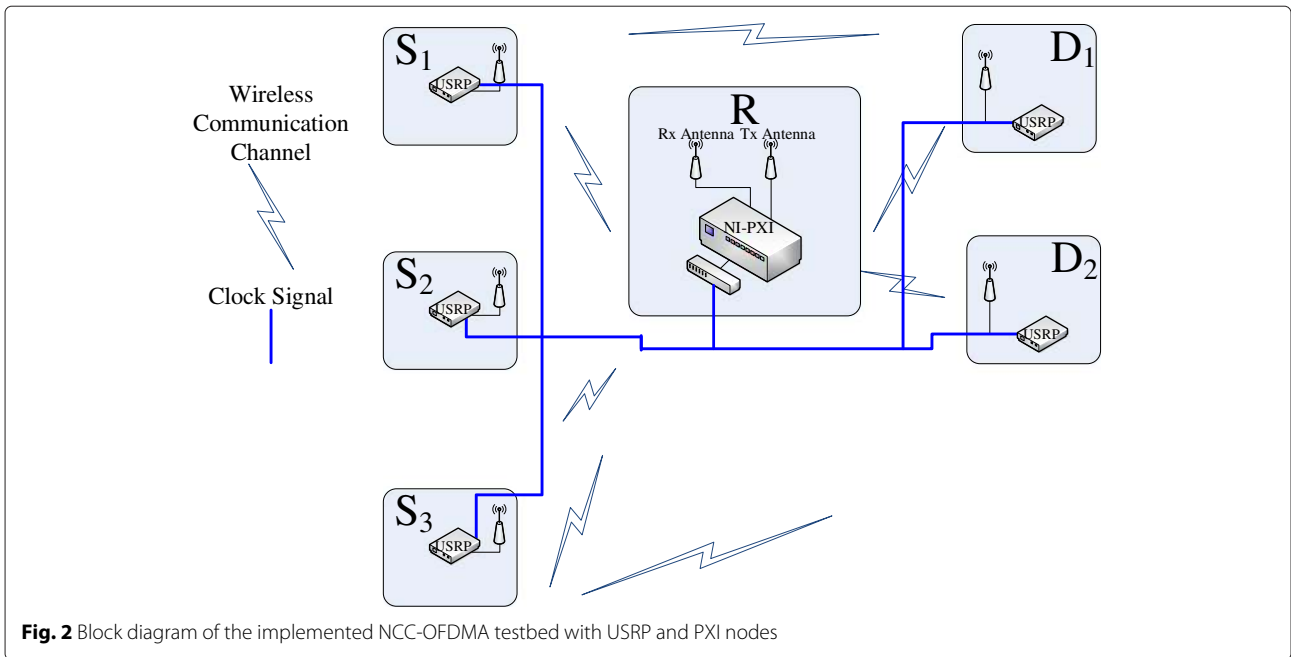 Wireless
Communication
Channel
Clock Signal
S1
USRP
S2
USRP
S3
USRP
R
Rx Antenna Tx Antenna
NI-PXI
D1
USRP
D2
USRP
Fig. 2 Block diagram of the implemented NCC-OFDMA testbed with USRP and PXI nodes